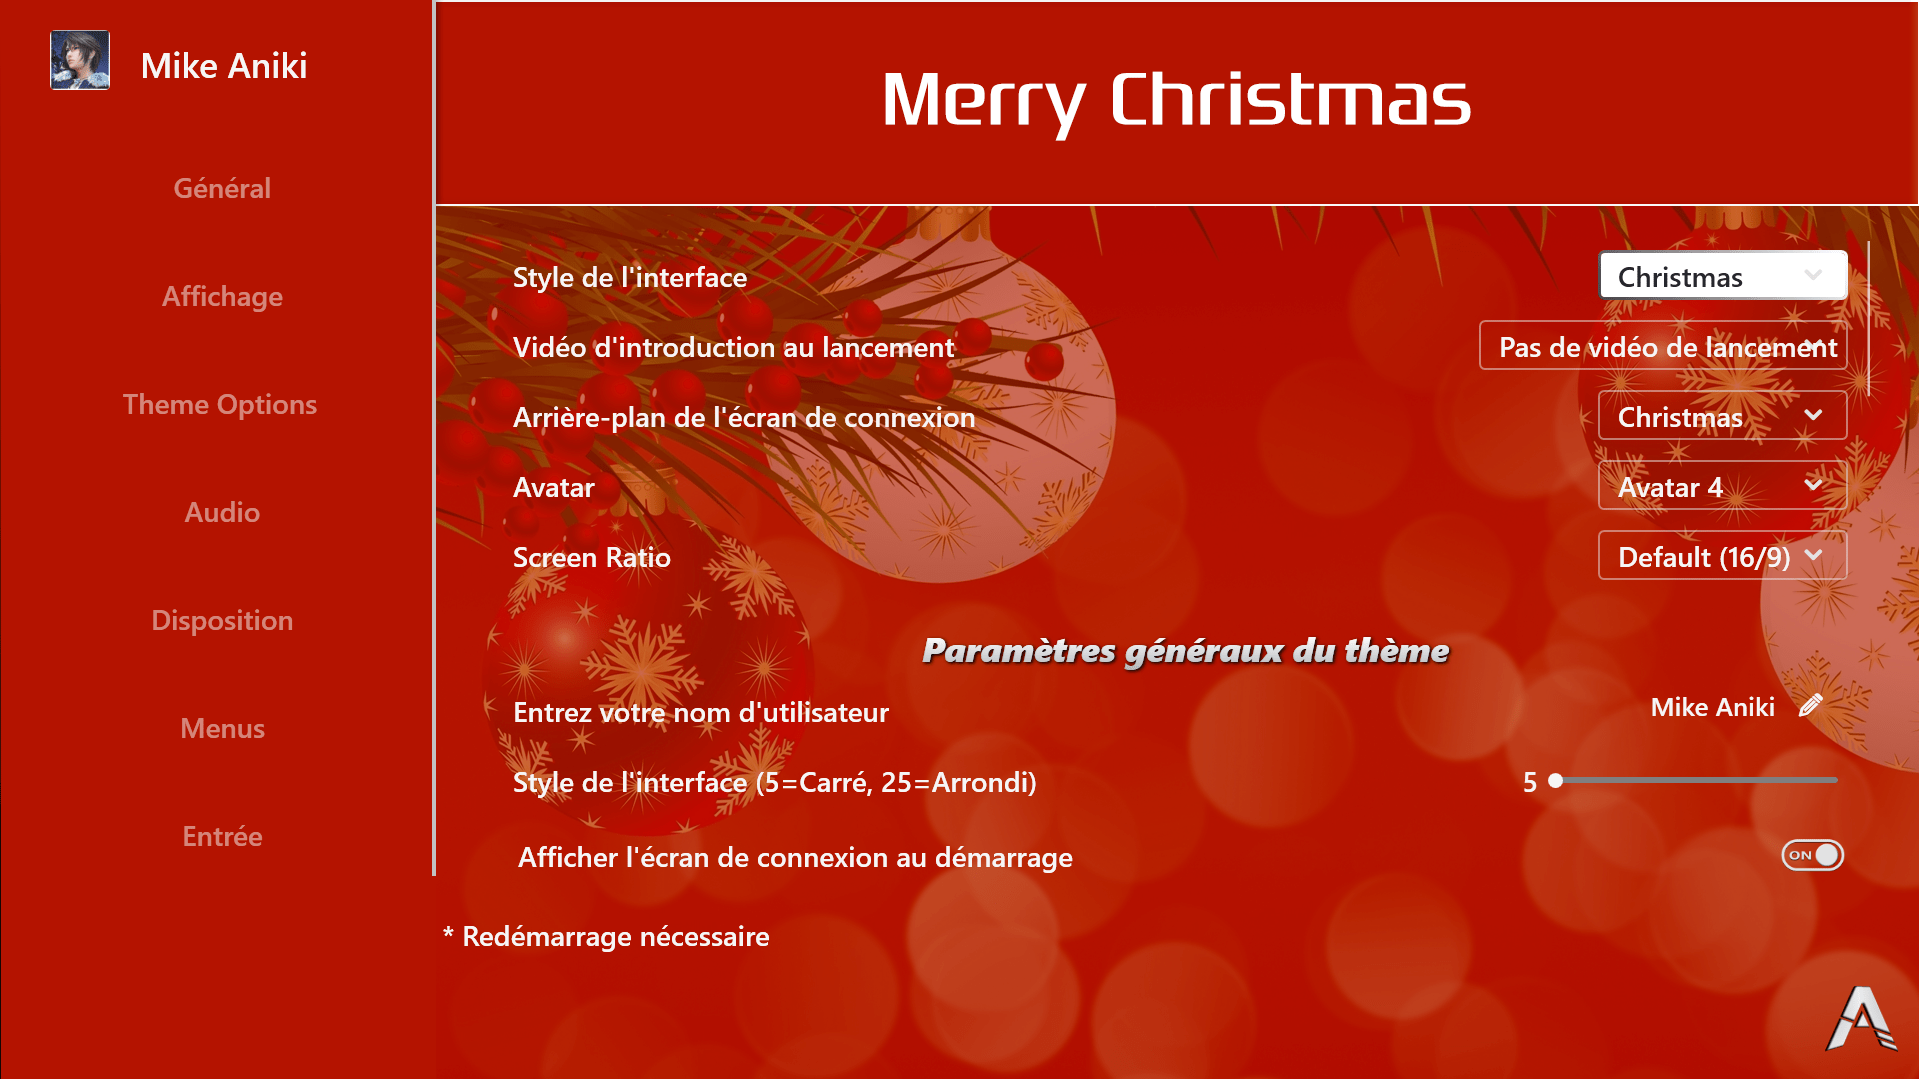 Mike Aniki
Merry Christmas
Général
Affichage
Theme Options
Audio
Disposition
Menus
Entrée
Style de l'interface
Christmas
Vidéo d'introduction au lancement
Pas de vidéo de lancement
Arrière-plan de l'écran de connexion
Christmas
Avatar
Avatar 4
Screen Ratio
Default (16/9)
Paramètres généraux du thème
Entrez votre nom d'utilisateur
Mike Aniki
Style de l'interface (5=Carré, 25=Arrondi)
5
Afficher l'écran de connexion au démarrage
ON
* Redémarrage nécessaire